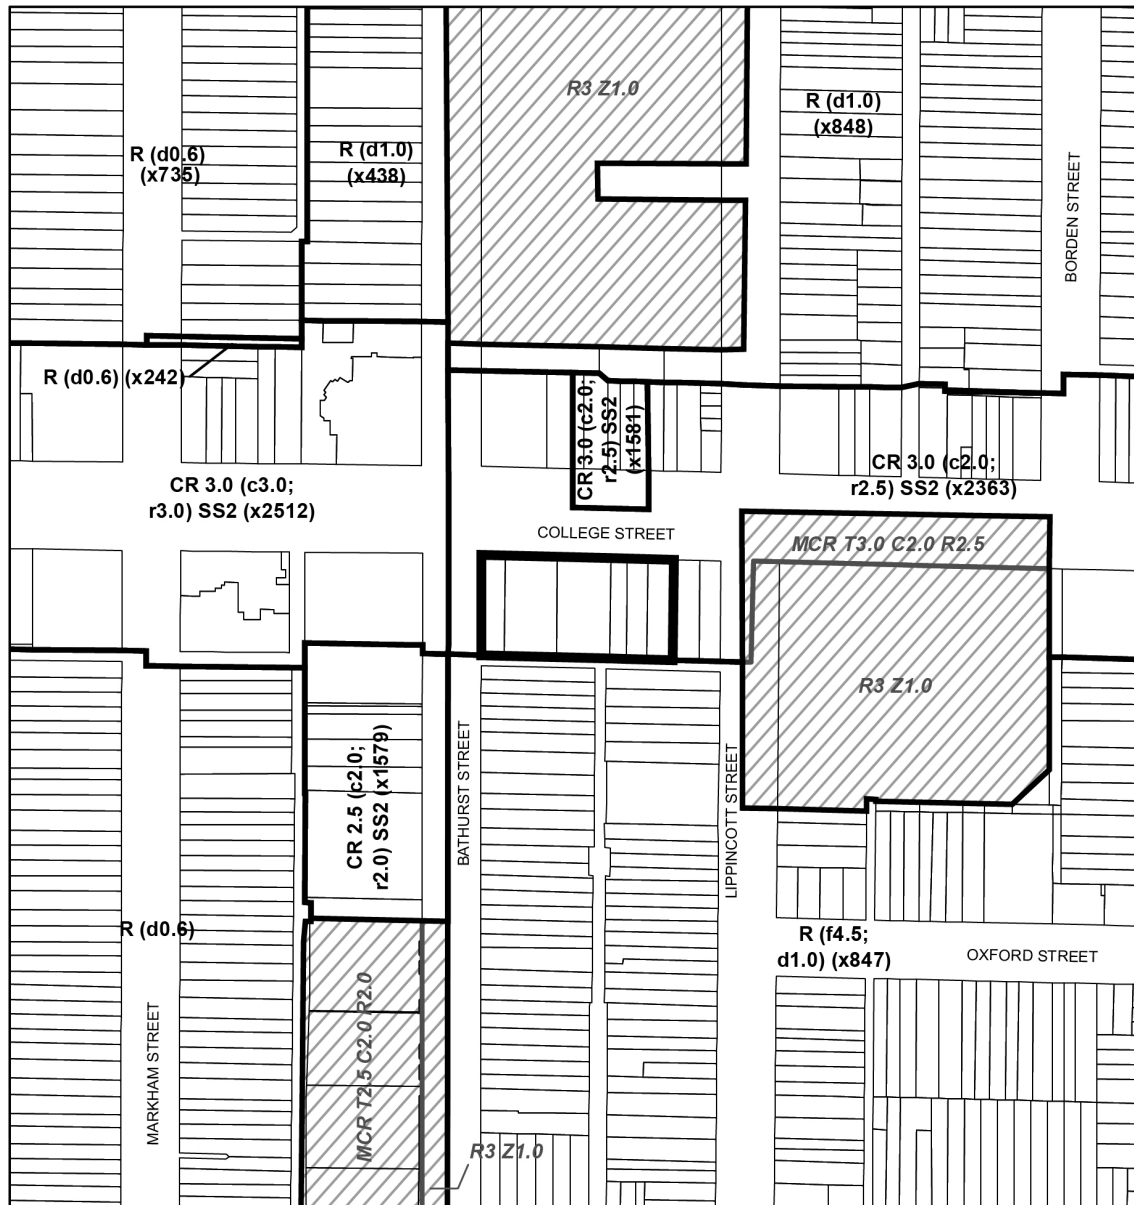 R3 Z1.0
R (d1.0)
(x848)
R (d0.6)
(x735)
R (d1.0)
(x438)
BORDEN STREET
R (d0.6) (x242)
CR 3.0 (c2.0;
r2.5) SS2
(x1581)
CR 3.0 (c2.0;
r2.5) SS2 (x2363)
CR 3.0 (c3.0;
r3.0) SS2 (x2512)
COLLEGE STREET
MCR T3.0 C2.0 R2.5
R3 Z1.0
CR 2.5 (c2.0;
r2.0) SS2 (x1579)
BATHURST STREET
LIPPINCOTT STREET
R (d0.6)
R (f4.5;
d1.0) (x847)
OXFORD STREET
MARKHAM STREET
MCR T2.5 C2.0 R2.0
R3 Z1.0